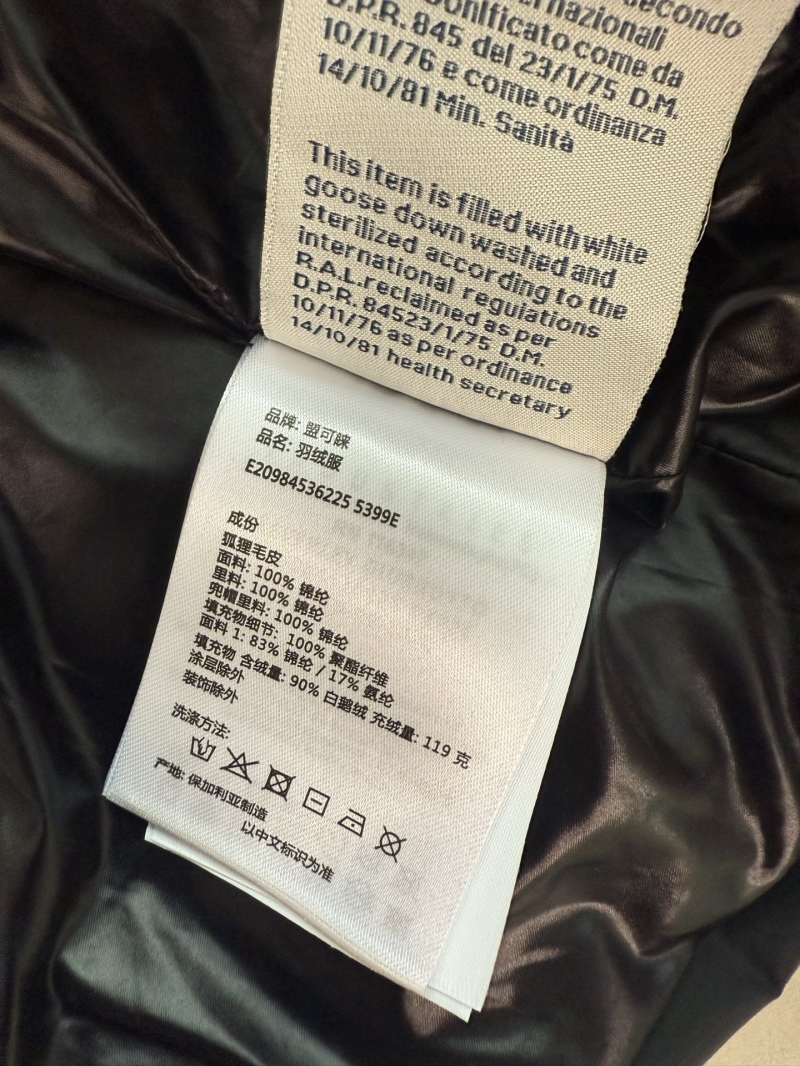 secondo
nazionali
bonificato come da
D.P.R. 845 del 23/1/75 D.M.
10/11/76 e come ordinanza
14/10/81 Min. Sanità
This item is filled with white
goose down washed and
sterilized according to the
international reguiations
R.A.L.reclaimed as per
D.P.R. 84523/1/75 D.M.
10/11/76 as per ordinance
14/10/81 health secretary
品牌: 盟可睐
品名: 羽绒服
E20984536225 5399E
成份
狐狸毛皮
面料: 100% 锦纶
里料: 100% 锦纶
兜帽里料: 100% 锦纶
填充物细节: 100% 聚酯纤维
面料 1: 83% 锦纶 / 17% 氨纶
填充物 含绒量: 90% 白鹅绒 充绒量: 119 克
涂层除外
装饰除外
洗涤方法:
产地: 保加利亚制造
以中文标识为准